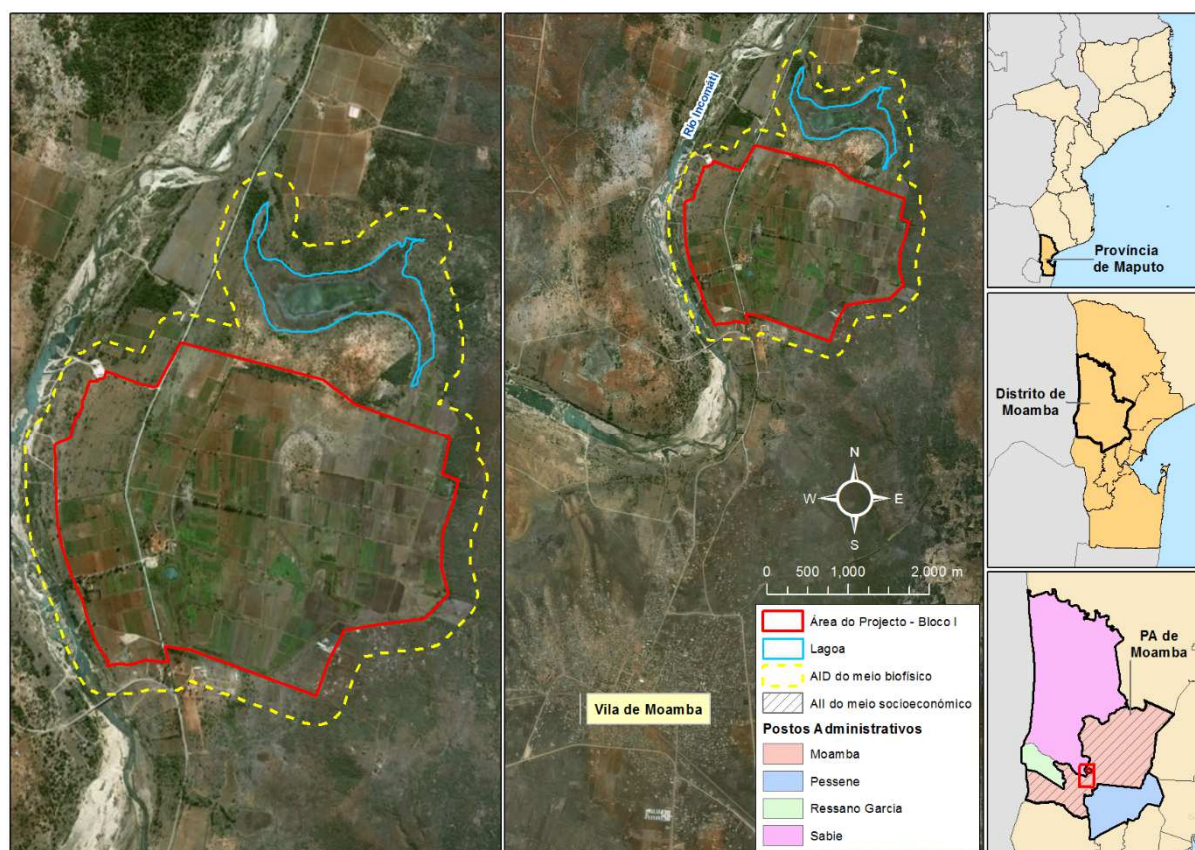 Rio Incomáti
N
W
E
S
0 500 1,000 2,000 m
Área do Projecto - Bloco I
Lagoa
AID do meio biofísico
AII do meio socioeconómico
Postos Administrativos
Moamba
Pessene
Ressano Garcia
Sabie
Vila de Moamba
Província
de Maputo
Distrito de
Moamba
PA de
Moamba